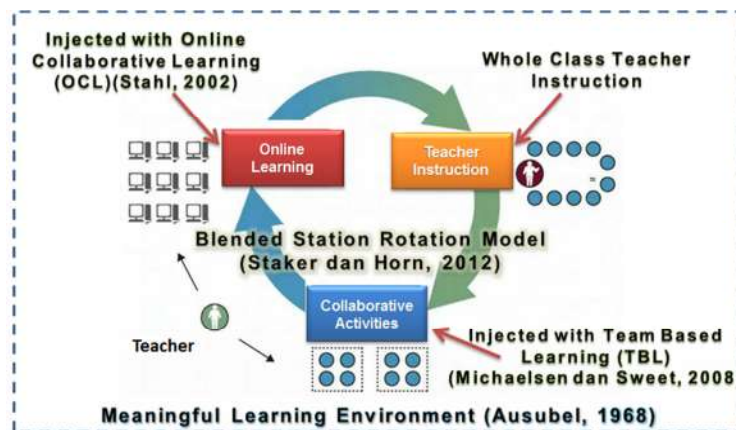 Injected with Online
Collaborative Learning
(OCL)(Stahl, 2002)
Whole Class Teacher
Instruction
Online
Learning
Teacher
Instruction
Blended Station Rotation Model
(Staker dan Horn, 2012)
Collaborative
Activities
Teacher
Injected with Team Based
Learning (TBL)
(Michaelsen dan Sweet, 2008
Meaningful Learning Environment (Ausubel, 1968)